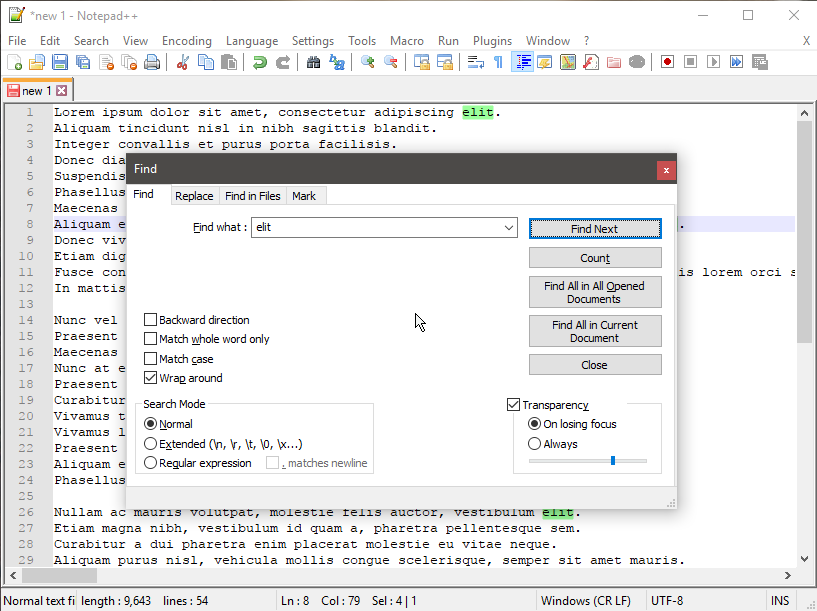 *new 1 - Notepad++
File Edit Search View Encoding Language Settings Tools Macro Run Plugins Window ? X
new 1
1 Lorem ipsum dolor sit amet, consectetur adipiscing elit.
2 Aliquam tincidunt nisl in nibh sagittis blandit.
3 Integer convallis et purus porta facilisis.
4 Donec dia
5 Suspendis
6 Phasellus
7 Maecenas
8 Aliquam e .
9 Donec viv
10 Etiam dig
11 Fusce con is lorem orci s
12 In mattis
13
14 Nunc vel
15 Praesent
16 Maecenas
17 Nunc at e
18 Praesent
19 Curabitur
20 Vivamus t
21 Vivamus l
22 Praesent
23 Aliquam e
24 Phasellus
25
26 Nullam ac mauris volutpat, molestie felis auctor, vestibulum elit.
27 Etiam magna nibh, vestibulum id quam a, pharetra pellentesque sem.
28 Curabitur a dui pharetra enim placerat molestie eu vitae neque.
29 Aliquam purus nisl, vehicula mollis congue scelerisque, semper sit amet mauris.
Find
x
Find Replace Find in Files Mark
Find what : elit
Find Next
Count
Find All in All Opened
Documents
Find All in Current
Document
Close
Backward direction
Match whole word only
Match case
Wrap around
Search Mode
Normal
Extended (\n, \r, \t, \0, \x...)
Regular expression . matches newline
Transparency
On losing focus
Always
Normal text fi length : 9,643 lines : 54 Ln : 8 Col : 79 Sel : 4 | 1 Windows (CR LF) UTF-8 INS